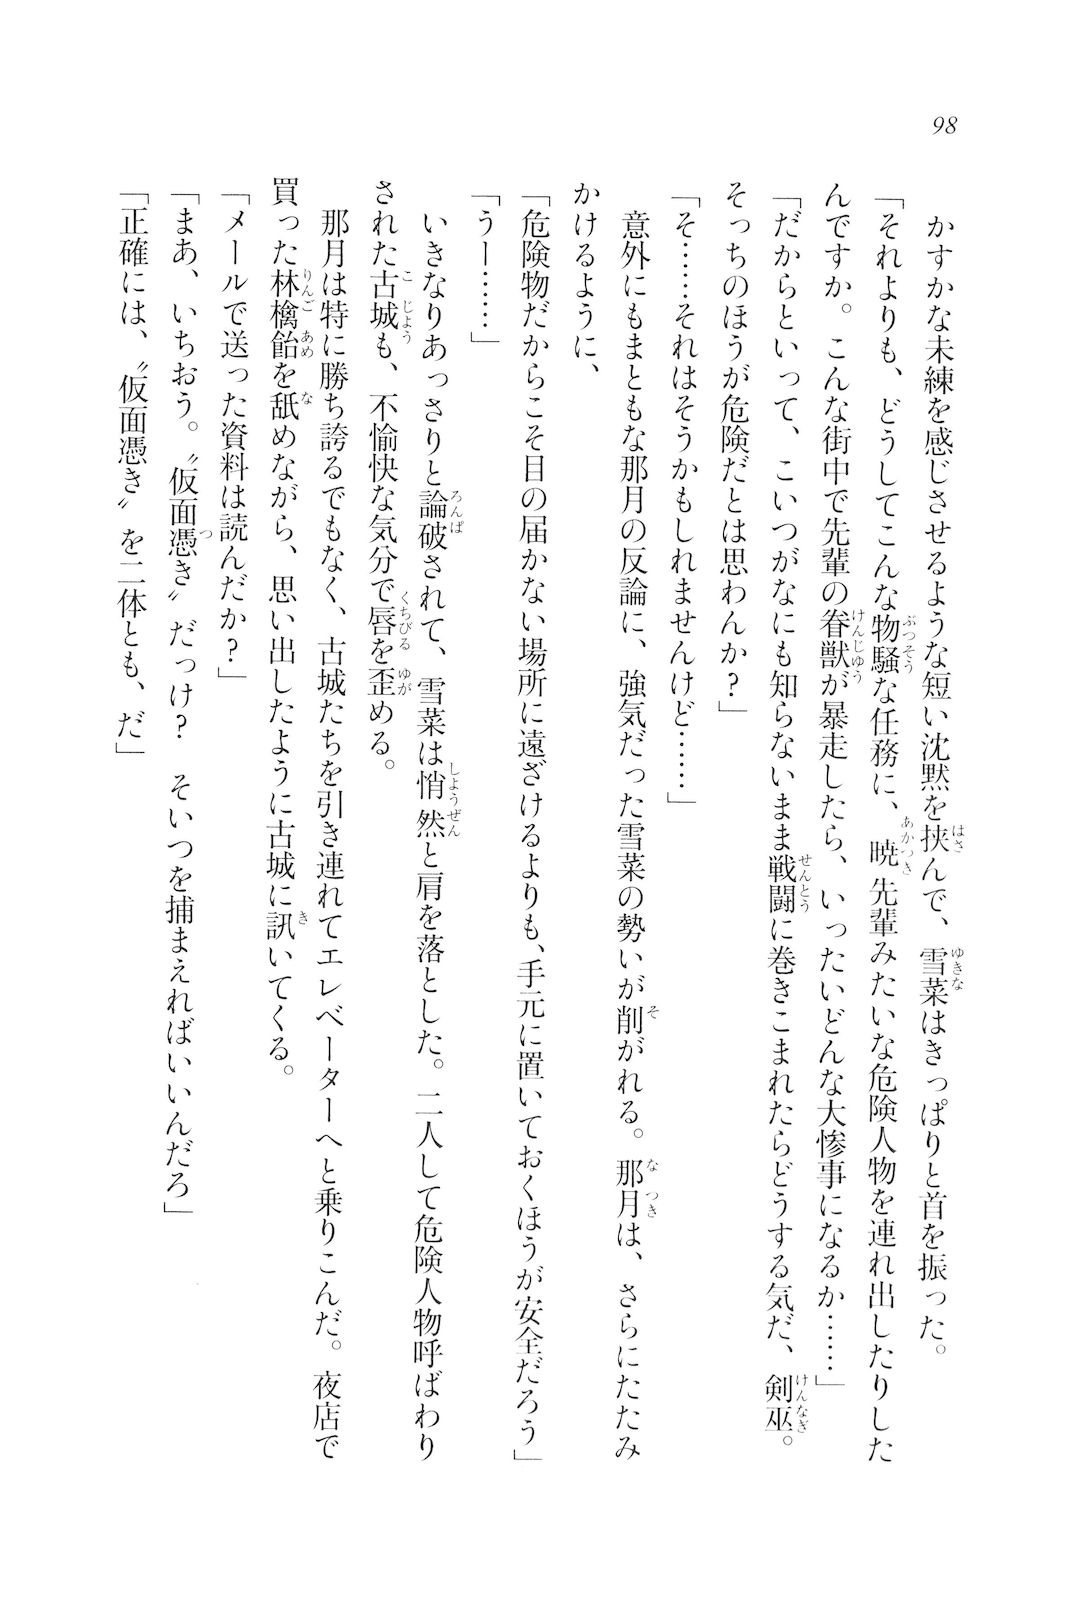 98
　かすかな未練を感じさせるような短い沈黙を挟んで、雪菜はきっぱりと首を振った。
「それよりも、どうしてこんな物騒な任務に、暁先輩みたいな危険人物を連れ出したりした
んですか。こんな街中で先輩の眷獣が暴走したら、いったいどんな大惨事になるか……」
「だからといって、こいつがなにも知らないまま戦闘に巻きこまれたらどうする気だ、剣巫。
そっちのほうが危険だとは思わんか？」
「そ……それはそうかもしれませんけど……」
　意外にもまともな那月の反論に、強気だった雪菜の勢いが削がれる。那月は、さらにたたみ
かけるように、
「危険物だからこそ目の届かない場所に遠ざけるよりも、手元に置いておくほうが安全だろう」
「うー……」
　いきなりあっさりと論破されて、雪菜は悄然と肩を落とした。二人して危険人物呼ばわり
された古城も、不愉快な気分で唇を歪める。
　那月は特に勝ち誇るでもなく、古城たちを引き連れてエレベーターへと乗りこんだ。夜店で
買った林檎飴を舐めながら、思い出したように古城に訊いてくる。
「メールで送った資料は読んだか？」
「まあ、いちおう。〝仮面憑き〟だっけ？　そいつを捕まえればいいんだろ」
「正確には、〝仮面憑き〟を二体とも、だ」